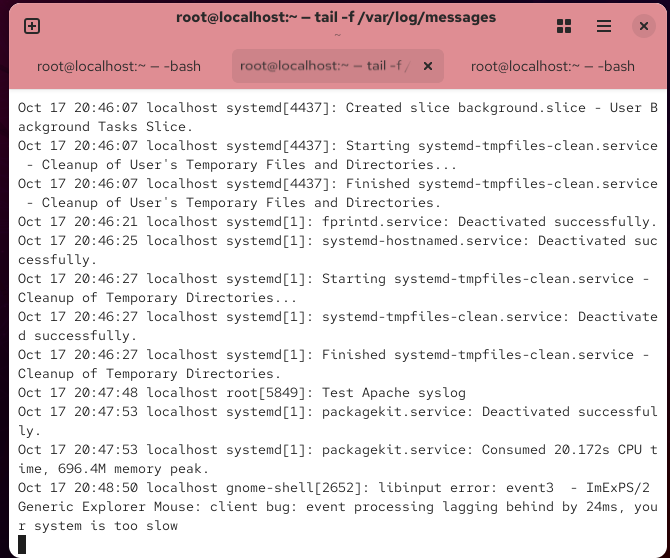 root@localhost:~ — tail -f /var/log/messages
~
root@localhost:~ — -bash
root@localhost:~ — tail -f /
root@localhost:~ — -bash
Oct 17 20:46:07 localhost systemd[4437]: Created slice background.slice - User B
ackground Tasks Slice.
Oct 17 20:46:07 localhost systemd[4437]: Starting systemd-tmpfiles-clean.service
 - Cleanup of User's Temporary Files and Directories...
Oct 17 20:46:07 localhost systemd[4437]: Finished systemd-tmpfiles-clean.service
 - Cleanup of User's Temporary Files and Directories.
Oct 17 20:46:21 localhost systemd[1]: fprintd.service: Deactivated successfully.
Oct 17 20:46:25 localhost systemd[1]: systemd-hostnamed.service: Deactivated suc
cessfully.
Oct 17 20:46:27 localhost systemd[1]: Starting systemd-tmpfiles-clean.service -
Cleanup of Temporary Directories...
Oct 17 20:46:27 localhost systemd[1]: systemd-tmpfiles-clean.service: Deactivate
d successfully.
Oct 17 20:46:27 localhost systemd[1]: Finished systemd-tmpfiles-clean.service -
Cleanup of Temporary Directories.
Oct 17 20:47:48 localhost root[5849]: Test Apache syslog
Oct 17 20:47:53 localhost systemd[1]: packagekit.service: Deactivated successful
ly.
Oct 17 20:47:53 localhost systemd[1]: packagekit.service: Consumed 20.172s CPU t
ime, 696.4M memory peak.
Oct 17 20:48:50 localhost gnome-shell[2652]: libinput error: event3  - ImExPS/2
Generic Explorer Mouse: client bug: event processing lagging behind by 24ms, you
r system is too slow